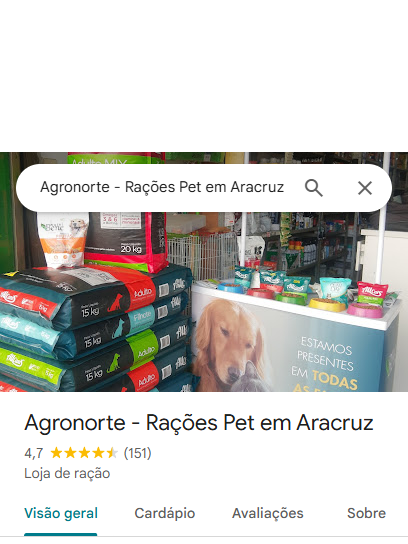 Adulto MIX
Agronorte - Rações Pet em Aracruz
20 kg
15 kg
Adulto
15 kg
Filhote
15 kg
Adulto
ESTAMOS
PRESENTES
EM TODAS
Agronorte - Rações Pet em Aracruz
4,7 (151)
Loja de ração
Visão geral Cardápio Avaliações Sobre